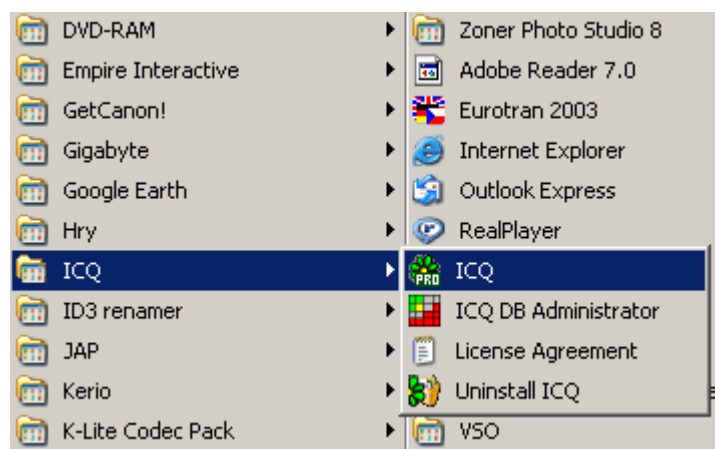 DVD-RAM
Empire Interactive
GetCanon!
Gigabyte
Google Earth
Hry
ICQ
ID3 renamer
JAP
Kerio
K-Lite Codec Pack
Zoner Photo Studio 8
Adobe Reader 7.0
Eurotran 2003
Internet Explorer
Outlook Express
RealPlayer
PRO ICQ
ICQ DB Administrator
License Agreement
Uninstall ICQ
VSO